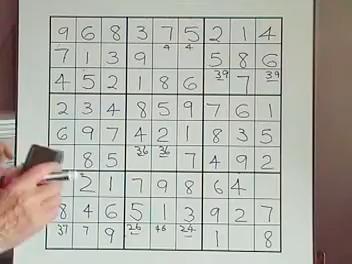 9 6 8 3 7 5 2 1 4
7 1 3 9 4 4 5 8 6
4 5 2 1 8 6 39 7 39
2 3 4 8 5 9 7 6 1
6 9 7 4 2 1 8 3 5
8 5 36 36 7 4 9 2
2 1 7 9 8 6 4
8 4 6 5 1 3 9 2 7
37 7 9 26 46 24 1 8